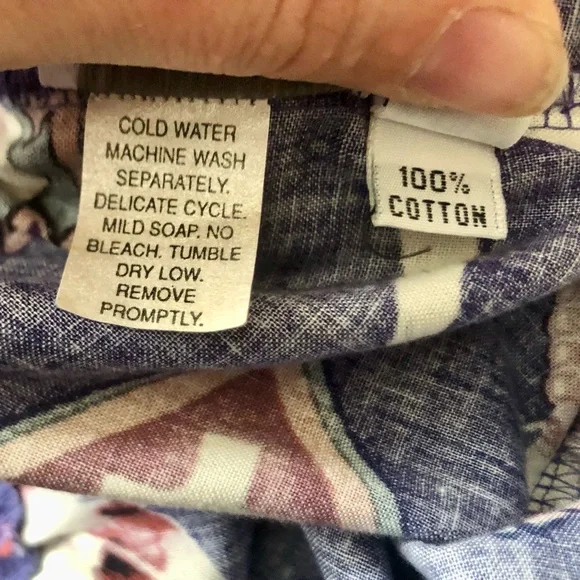 COLD WATER
MACHINE WASH
SEPARATELY.
DELICATE CYCLE.
MILD SOAP. NO
BLEACH. TUMBLE
DRY LOW.
REMOVE
PROMPTLY.
100%
COTTON